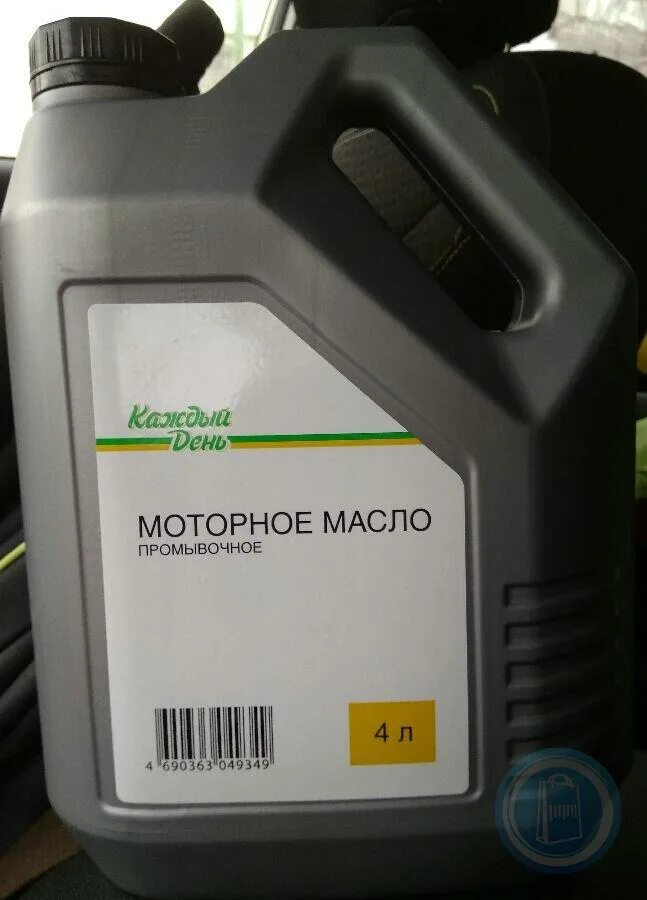 Каждый
День
МОТОРНОЕ МАСЛО
ПРОМЫВОЧНОЕ
4 л
4 690363 049349